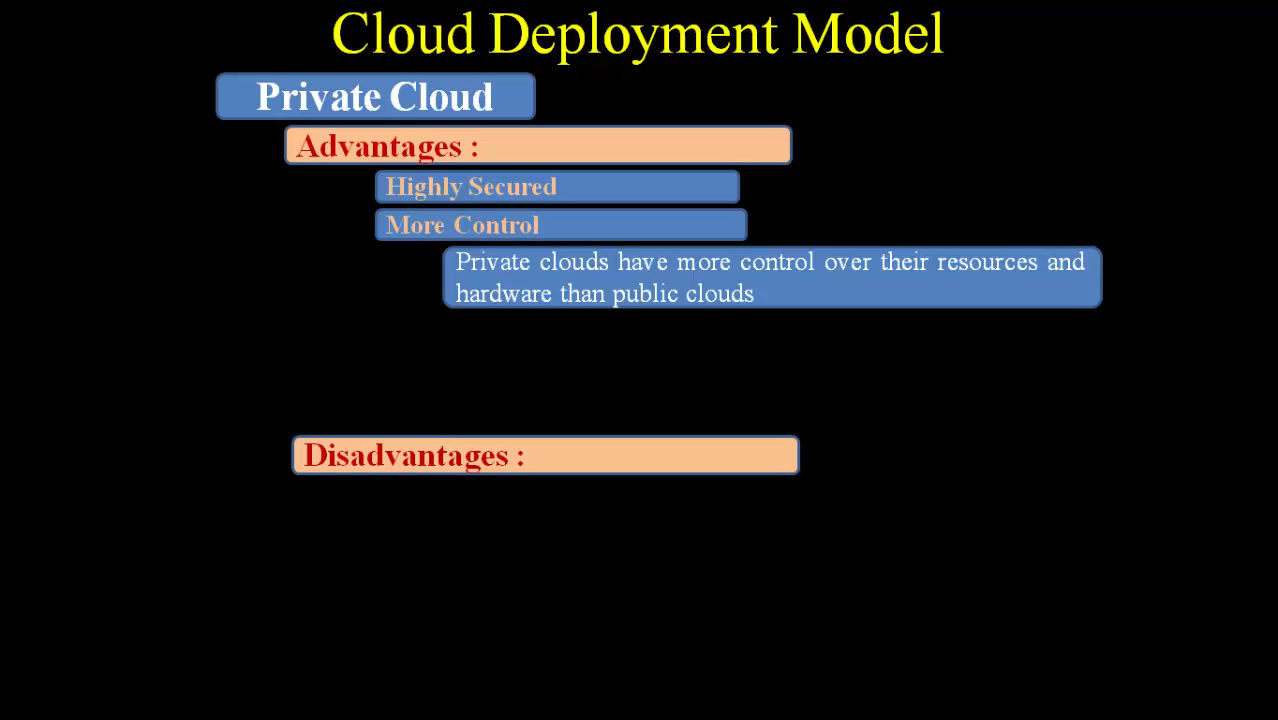 Cloud Deployment Model
Private Cloud
Advantages :
Highly Secured
More Control
Private clouds have more control over their resources and
hardware than public clouds
Disadvantages :